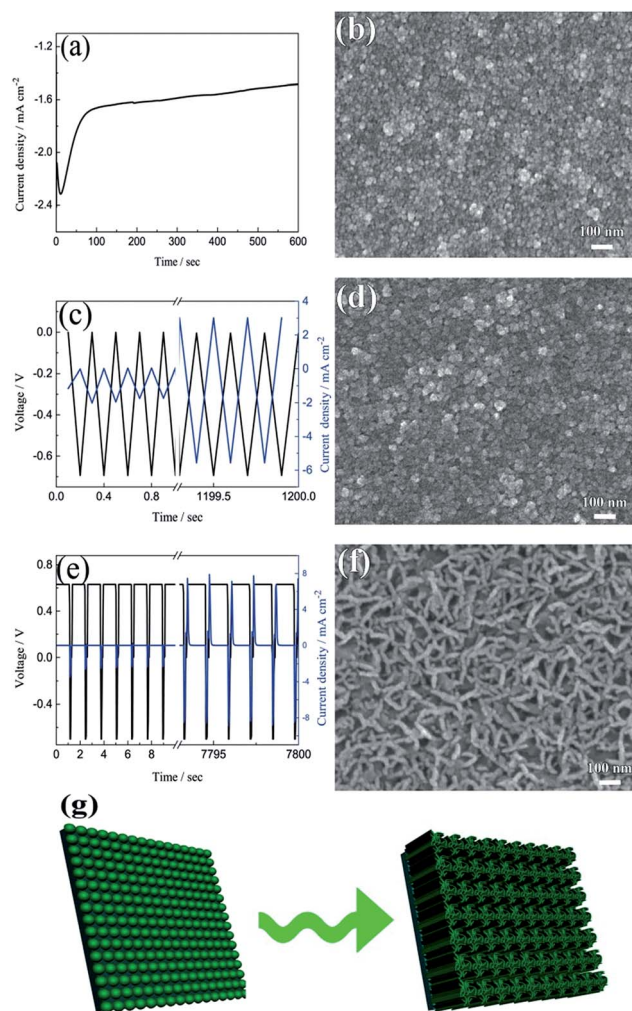 (a)
-1.2
-1.6
-2.0
-2.4
Current density / mA cm⁻²
0 100 200 300 400 500 600
Time / sec
(b)
100 nm
(c)
0.0
-0.2
-0.4
-0.6
Voltage / V
4
2
0
-2
-4
-6
Current density / mA cm⁻²
0.0 0.4 0.8 1199.5 1200.0
Time / sec
(d)
100 nm
(e)
0.8
0.4
0.0
-0.4
Voltage / V
8
4
0
-4
-8
Current density / mA cm⁻²
0 2 4 6 8 7795 7800
Time / sec
(f)
100 nm
(g)